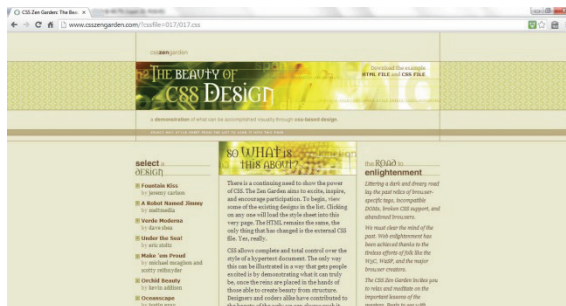 CSS Zen Garden: The Bea
www.csszengarden.com/?cssfile=017/017.css
csszengarden
THE BEAUTY OF
CSS DESIGN
Download the example
HTML FILE and CSS FILE
a demonstration of what can be accomplished visually through css-based design.
select a
DESIGN
Fountain Kiss
by jeremy carlson
A Robot Named Jimmy
by meltmedia
Verde Moderna
by dave shea
Under the Sea!
by eric stoltz
Make 'em Proud
by michael mcaghon and
scotty reifsnyder
Orchid Beauty
by kevin addison
Oceanscape
by justin gray
so WHAT is
THIS ABOUT?
There is a continuing need to show the power
of CSS. The Zen Garden aims to excite, inspire,
and encourage participation. To begin, view
some of the existing designs in the list. Clicking
on any one will load the style sheet into this
very page. The HTML remains the same, the
only thing that has changed is the external CSS
file. Yes, really.
CSS allows complete and total control over the
style of a hypertext document. The only way
this can be illustrated in a way that gets people
excited is by demonstrating what it can truly
be, once the reins are placed in the hands of
those able to create beauty from structure.
Designers and coders alike have contributed to
the ROAD to
enlightenment
Littering a dark and dreary road
lay the past relics of browser-
specific tags, incompatible
DOMs, broken CSS support, and
abandoned browsers.
We must clear the mind of the
past. Web enlightenment has
been achieved thanks to the
tireless efforts of folk like the
W3C, WaSP, and the major
browser creators.
The CSS Zen Garden invites you
to relax and meditate on the
important lessons of the
masters. Begin to see with